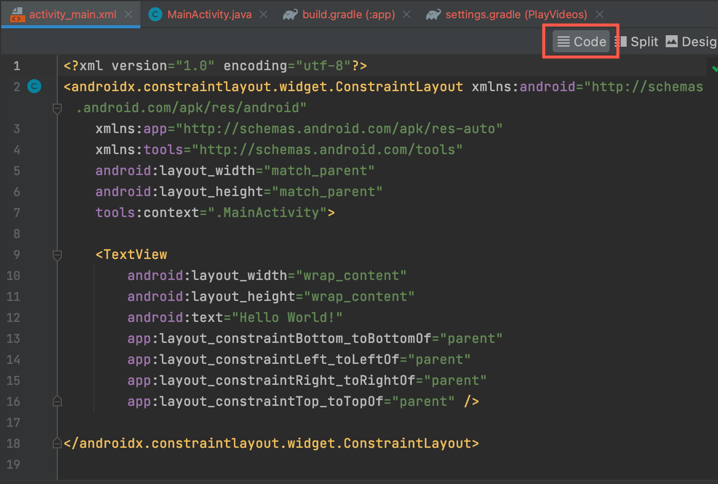 activity_main.xml MainActivity.java build.gradle (:app) settings.gradle (PlayVideos)
Code Split Desig
1 <?xml version="1.0" encoding="utf-8"?>
2 <androidx.constraintlayout.widget.ConstraintLayout xmlns:android="http://schemas
.android.com/apk/res/android"
3 xmlns:app="http://schemas.android.com/apk/res-auto"
4 xmlns:tools="http://schemas.android.com/tools"
5 android:layout_width="match_parent"
6 android:layout_height="match_parent"
7 tools:context=".MainActivity">
8
9 <TextView
10 android:layout_width="wrap_content"
11 android:layout_height="wrap_content"
12 android:text="Hello World!"
13 app:layout_constraintBottom_toBottomOf="parent"
14 app:layout_constraintLeft_toLeftOf="parent"
15 app:layout_constraintRight_toRightOf="parent"
16 app:layout_constraintTop_toTopOf="parent" />
17
18 </androidx.constraintlayout.widget.ConstraintLayout>
19